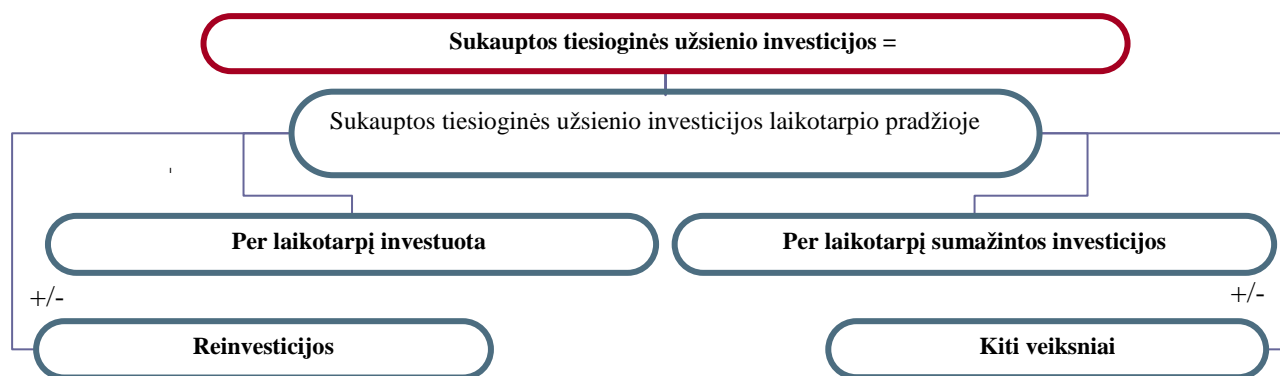 Sukauptos tiesioginės užsienio investicijos =
Sukauptos tiesioginės užsienio investicijos laikotarpio pradžioje
Per laikotarpį investuota
Per laikotarpį sumažintos investicijos
+/-
+/-
Reinvesticijos
Kiti veiksniai